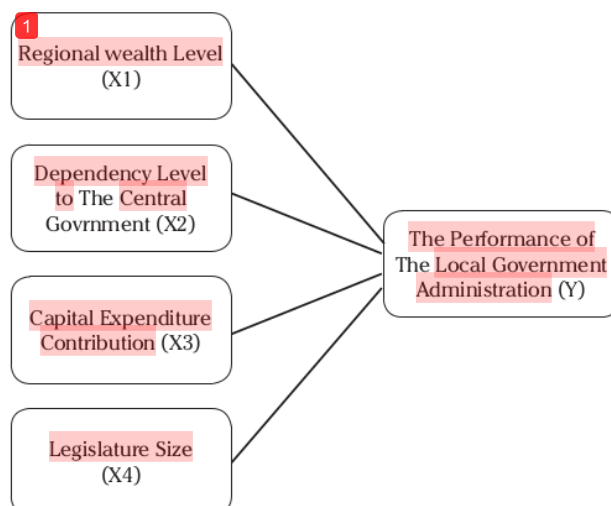 1
Regional wealth Level
(X1)
Dependency Level
to The Central
Govrnment (X2)
Capital Expenditure
Contribution (X3)
Legislature Size
(X4)
The Performance of
The Local Government
Administration (Y)